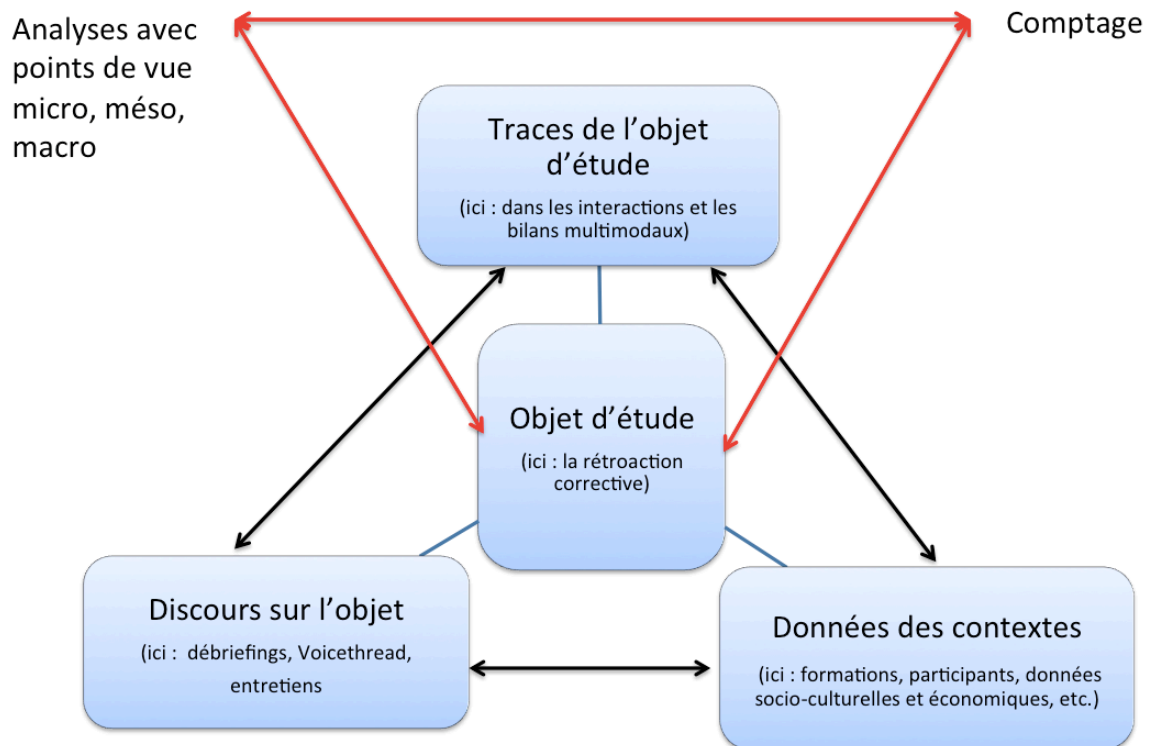 Analyses avec
points de vue
micro, méso,
macro
Comptage
Traces de l’objet
d’étude
(ici : dans les interactions et les
bilans multimodaux)
Objet d’étude
(ici : la rétroaction
corrective)
Discours sur l’objet
(ici :  débriefings, Voicethread,
entretiens
Données des contextes
(ici : formations, participants, données
socio-culturelles et économiques, etc.)